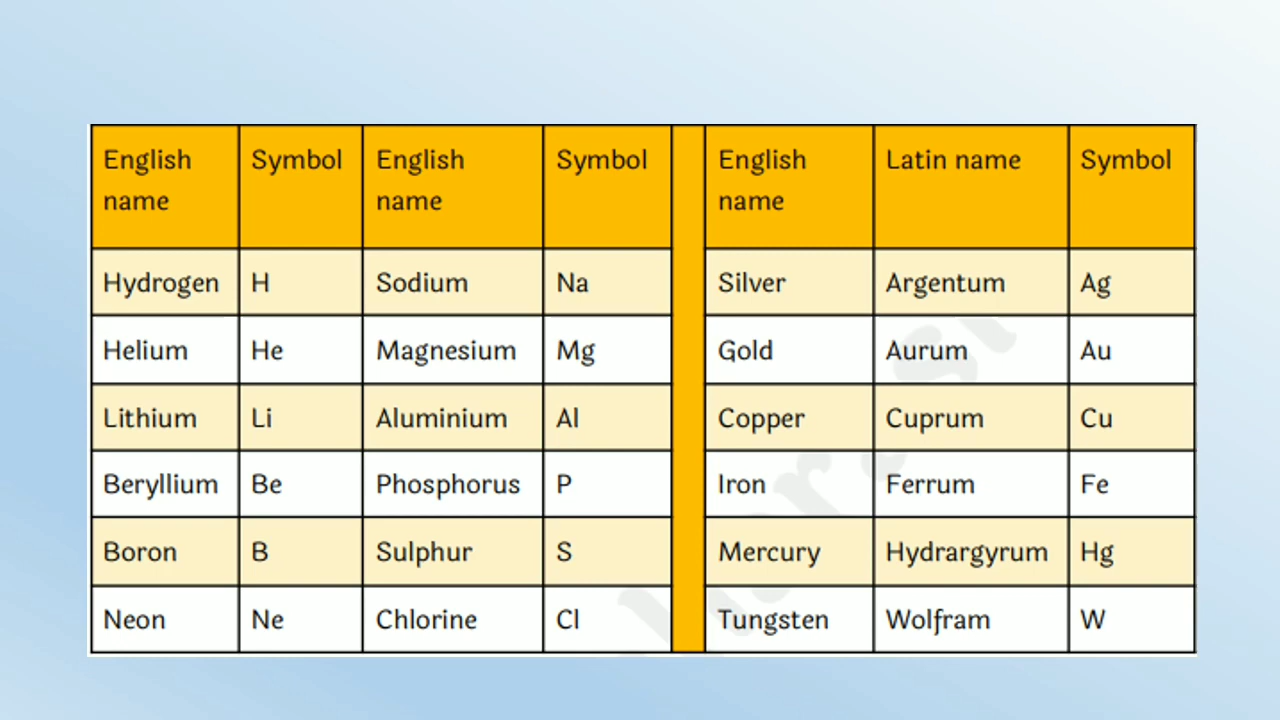 English name Symbol English name Symbol English name Latin name Symbol
Hydrogen H Sodium Na Silver Argentum Ag
Helium He Magnesium Mg Gold Aurum Au
Lithium Li Aluminium Al Copper Cuprum Cu
Beryllium Be Phosphorus P Iron Ferrum Fe
Boron B Sulphur S Mercury Hydrargyrum Hg
Neon Ne Chlorine Cl Tungsten Wolfram W